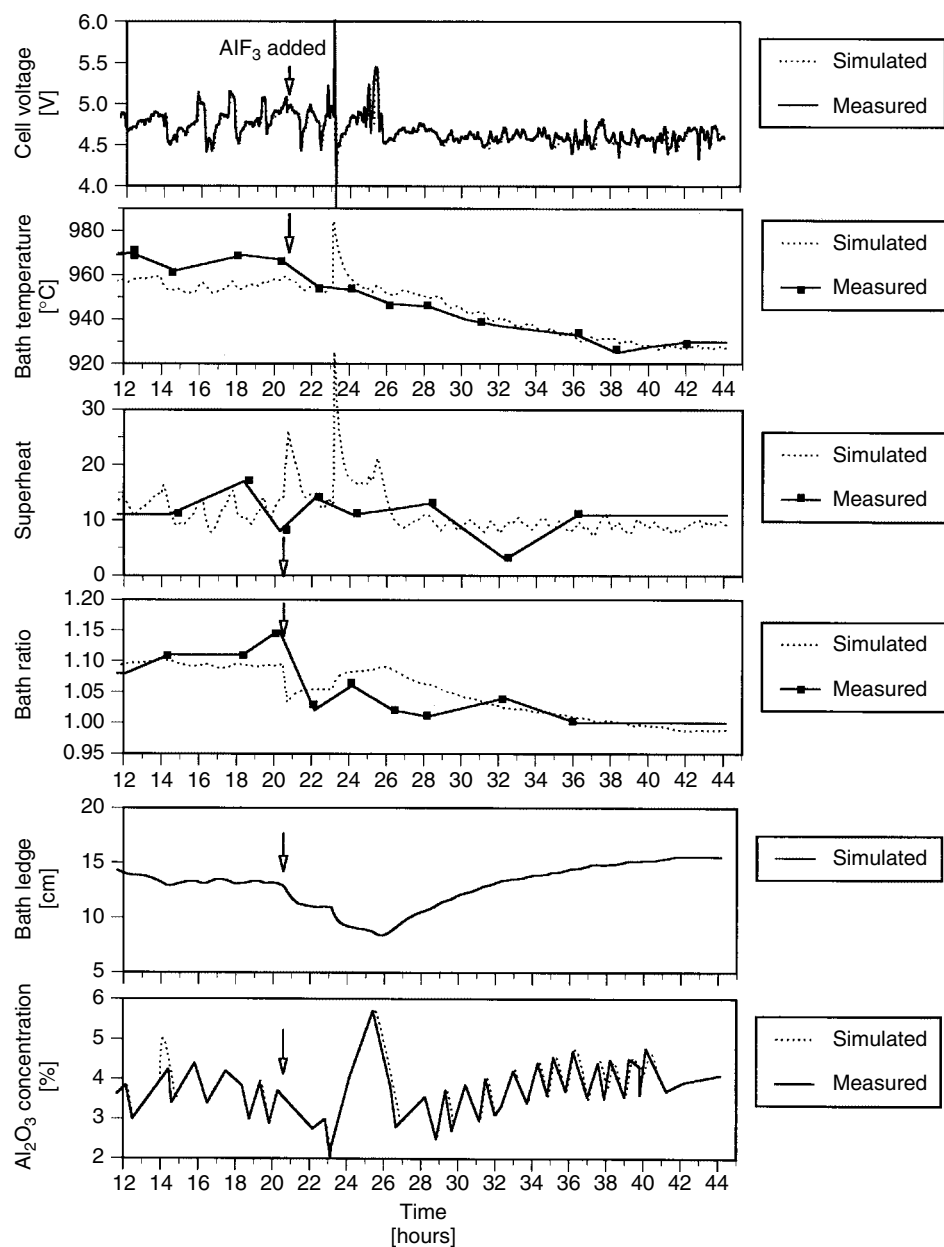 6.0
AlF3 added
5.5
5.0
4.5
4.0
Cell voltage
[V]
Simulated
Measured
980
960
940
920
Bath temperature
[°C]
12 14 16 18 20 22 24 26 28 30 32 34 36 38 40 42 44
Simulated
Measured
30
20
10
0
Superheat
Simulated
Measured
1.20
1.15
1.10
1.05
1.00
0.95
Bath ratio
12 14 16 18 20 22 24 26 28 30 32 34 36 38 40 42 44
Simulated
Measured
20
15
10
5
Bath ledge
[cm]
Simulated
6
5
4
3
2
Al2O3 concentration
[%]
12 14 16 18 20 22 24 26 28 30 32 34 36 38 40 42 44
Time
[hours]
Simulated
Measured